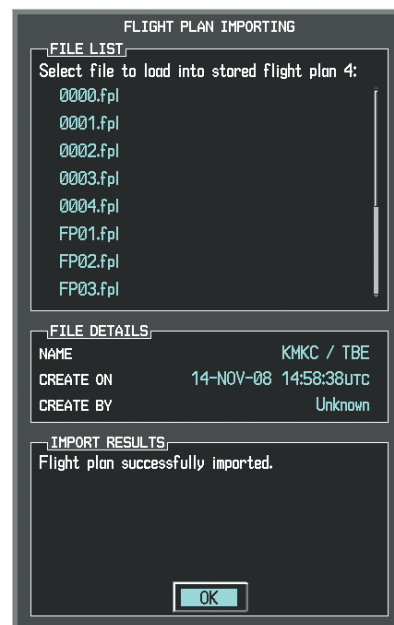 FLIGHT PLAN IMPORTING
FILE LIST
Select file to load into stored flight plan 4:
0000.fpl
0001.fpl
0002.fpl
0003.fpl
0004.fpl
FP01.fpl
FP02.fpl
FP03.fpl
FILE DETAILS
NAME KMKC / TBE
CREATE ON 14-NOV-08 14:58:38UTC
CREATE BY Unknown
IMPORT RESULTS
Flight plan successfully imported.
OK